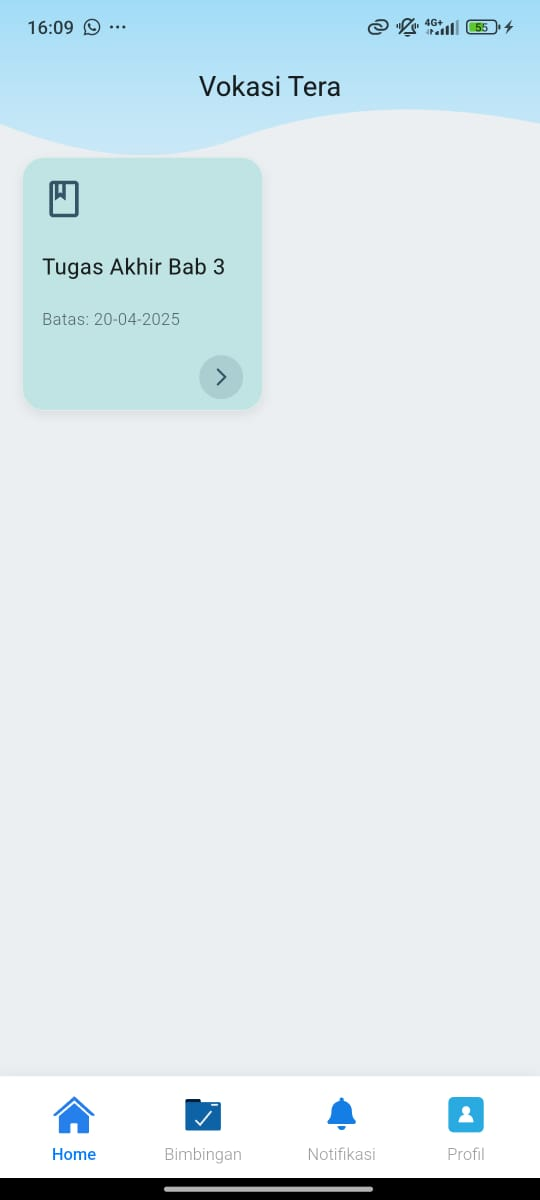 16:09
4G+
55
Vokasi Tera
Tugas Akhir Bab 3
Batas: 20-04-2025
Home Bimbingan Notifikasi Profil